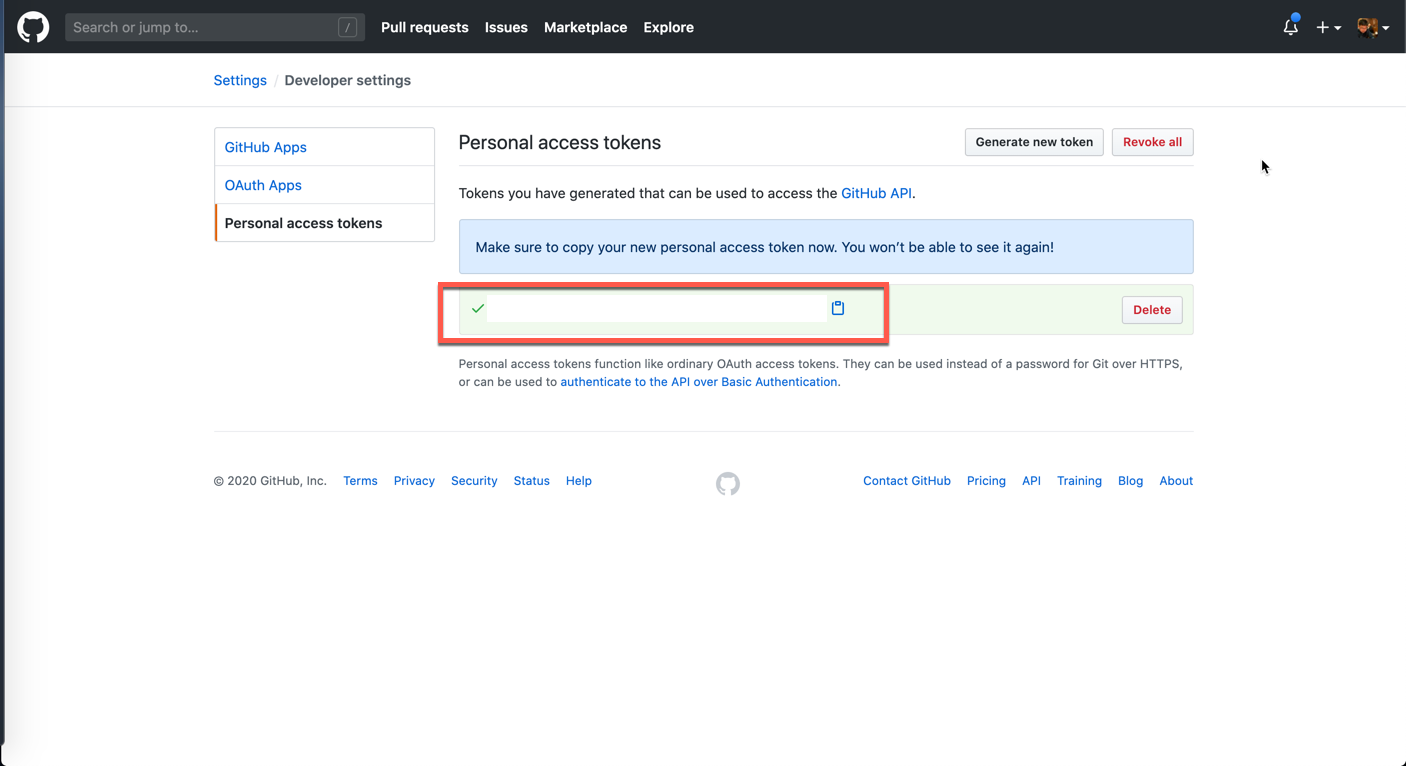 Search or jump to... / Pull requests Issues Marketplace Explore
Settings / Developer settings
GitHub Apps
OAuth Apps
Personal access tokens
Personal access tokens Generate new token Revoke all
Tokens you have generated that can be used to access the GitHub API.
Make sure to copy your new personal access token now. You won’t be able to see it again!
Delete
Personal access tokens function like ordinary OAuth access tokens. They can be used instead of a password for Git over HTTPS,
or can be used to authenticate to the API over Basic Authentication.
© 2020 GitHub, Inc. Terms Privacy Security Status Help Contact GitHub Pricing API Training Blog About